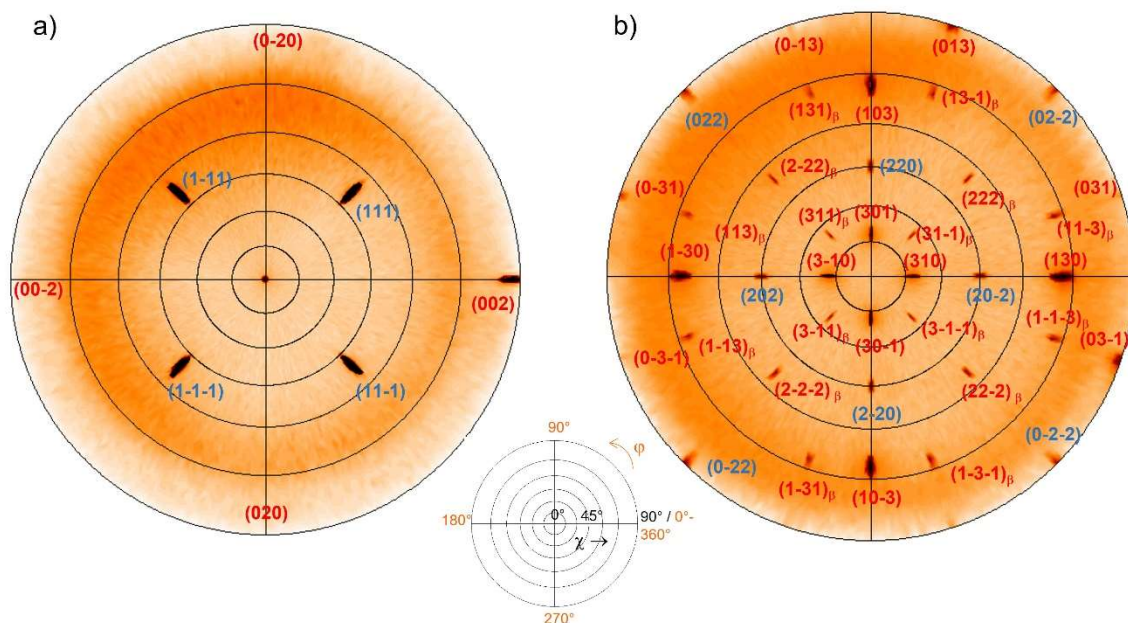 a)
(0-20)
(1-11)
(111)
(00-2)
(002)
(1-1-1)
(11-1)
(020)
b)
(0-13)
(013)
(022)
(131)β
(103)
(13-1)β
(02-2)
(2-22)β
(220)
(222)β
(0-31)
(031)
(113)β
(311)β
(301)
(31-1)β
(11-3)β
(1-30)
(3-10)
(310)
(130)
(202)
(20-2)
(0-3-1)
(1-13)β
(3-11)β
(30-1)
(3-1-1)β
(1-1-3)β
(03-1)
(2-2-2)β
(2-20)
(22-2)β
(0-22)
(1-31)β
(10-3)
(1-3-1)β
(0-2-2)
90°
φ
180°
0°
45°
90° / 0°-
360°
χ →
270°